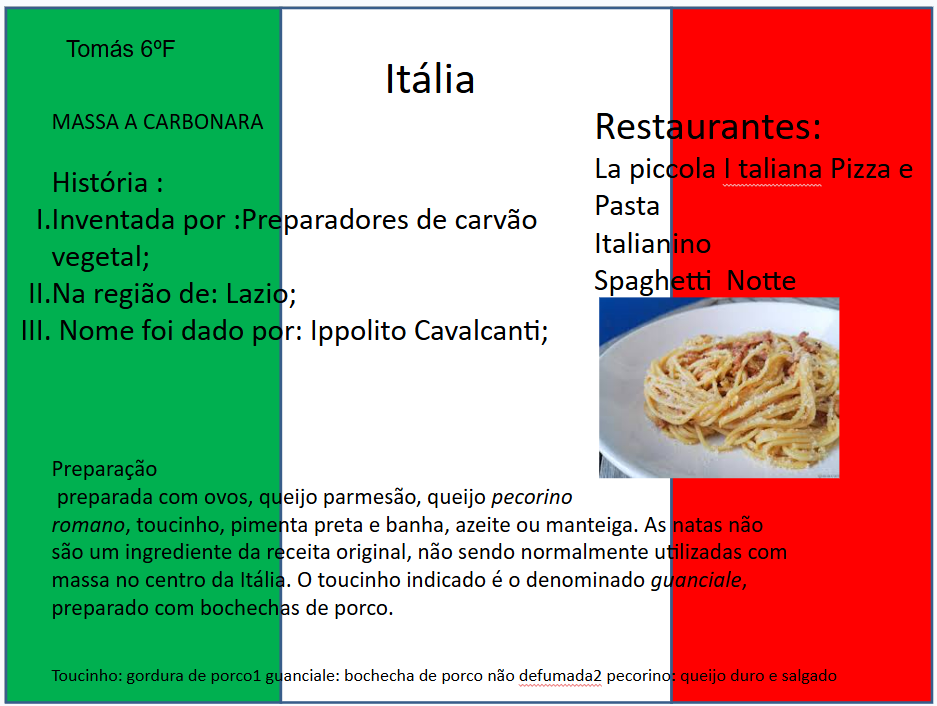 Tomás 6ºF
Itália
MASSA A CARBONARA
História :
I.Inventada por :Preparadores de carvão
vegetal;
II.Na região de: Lazio;
III. Nome foi dado por: Ippolito Cavalcanti;
Restaurantes:
La piccola I taliana Pizza e
Pasta
Italianino
Spaghetti  Notte
Preparação
preparada com ovos, queijo parmesão, queijo pecorino
romano, toucinho, pimenta preta e banha, azeite ou manteiga. As natas não
são um ingrediente da receita original, não sendo normalmente utilizadas com
massa no centro da Itália. O toucinho indicado é o denominado guanciale,
preparado com bochechas de porco.
Toucinho: gordura de porco1 guanciale: bochecha de porco não defumada2 pecorino: queijo duro e salgado